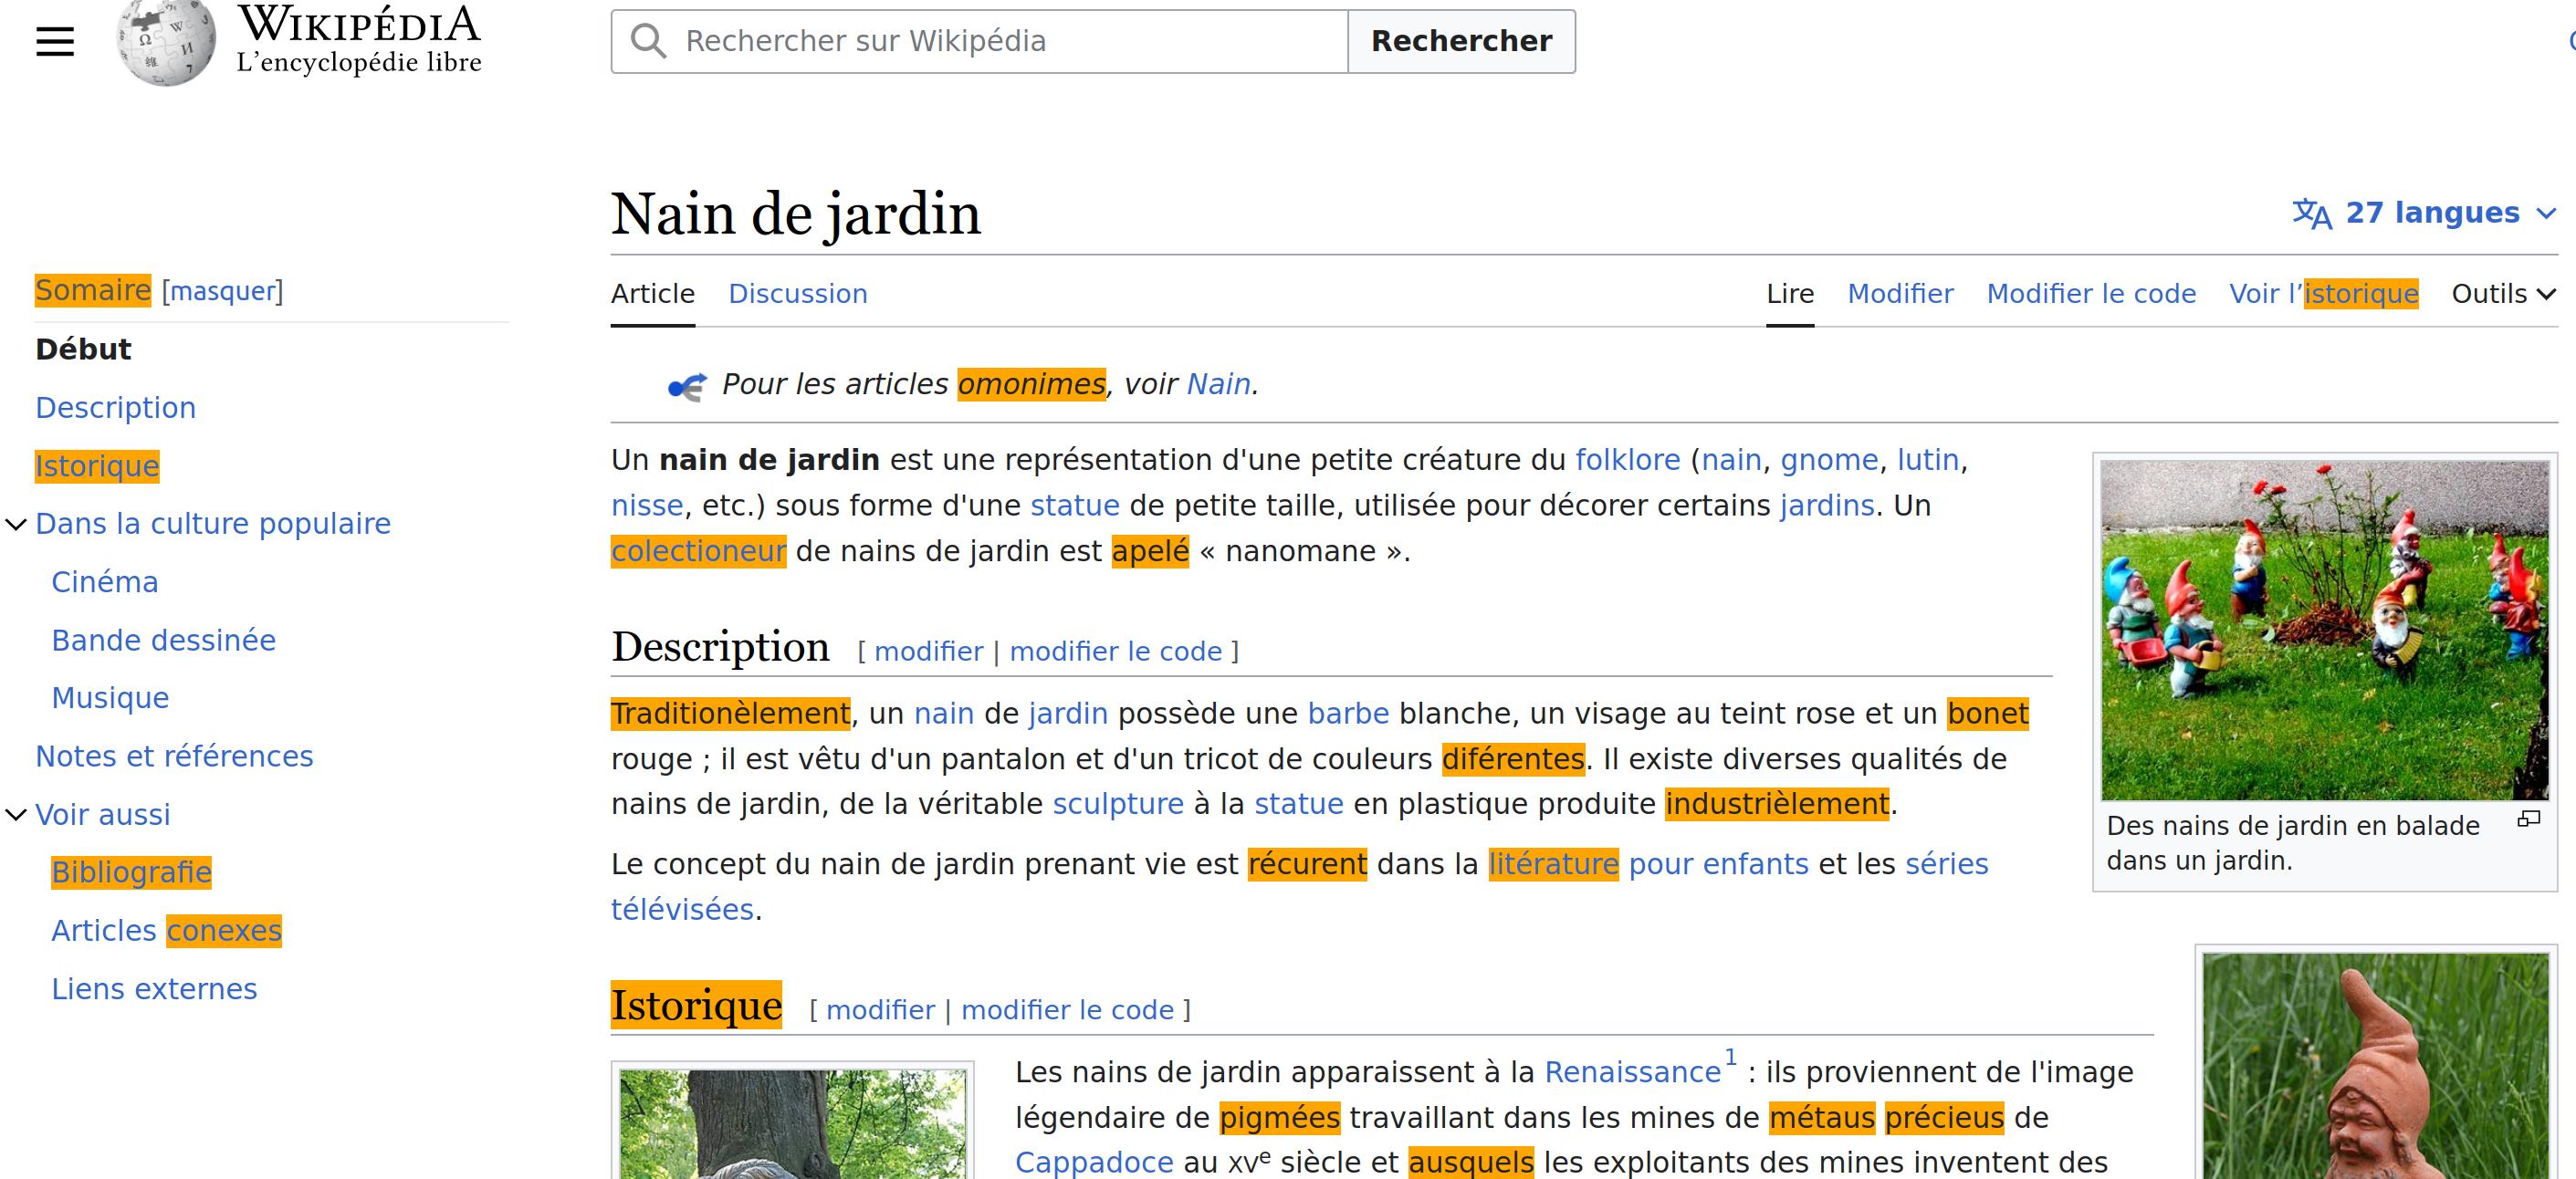 WIKIPÉDIA
L'encyclopédie libre
Rechercher sur Wikipédia
Rechercher
Nain de jardin
27 langues
Article Discussion
Lire Modifier Modifier le code Voir l’istorique Outils
Somaire [masquer]
Début
Description
Istorique
Dans la culture populaire
Cinéma
Bande dessinée
Musique
Notes et références
Voir aussi
Bibliografie
Articles conexes
Liens externes
Pour les articles omonimes, voir Nain.
Un nain de jardin est une représentation d'une petite créature du folklore (nain, gnome, lutin,
nisse, etc.) sous forme d'une statue de petite taille, utilisée pour décorer certains jardins. Un
colectioneur de nains de jardin est apelé « nanomane ».
Des nains de jardin en balade
dans un jardin.
Description [ modifier | modifier le code ]
Traditionèlement, un nain de jardin possède une barbe blanche, un visage au teint rose et un bonet
rouge ; il est vêtu d'un pantalon et d'un tricot de couleurs diférentes. Il existe diverses qualités de
nains de jardin, de la véritable sculpture à la statue en plastique produite industrièlement.
Le concept du nain de jardin prenant vie est récurent dans la litérature pour enfants et les séries
télévisées.
Istorique [ modifier | modifier le code ]
Les nains de jardin apparaissent à la Renaissance1 : ils proviennent de l'image
légendaire de pigmées travaillant dans les mines de métaus précieus de
Cappadoce au XVe siècle et ausquels les exploitants des mines inventent des